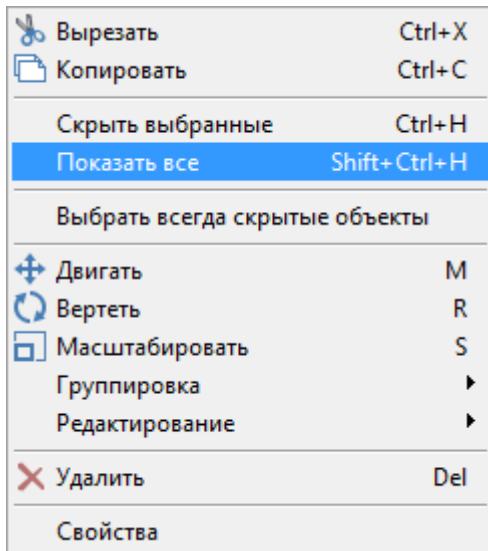 Вырезать Ctrl+X
Копировать Ctrl+C
Скрыть выбранные Ctrl+H
Показать все Shift+Ctrl+H
Выбрать всегда скрытые объекты
Двигать M
Вертеть R
Масштабировать S
Группировка
Редактирование
Удалить Del
Свойства